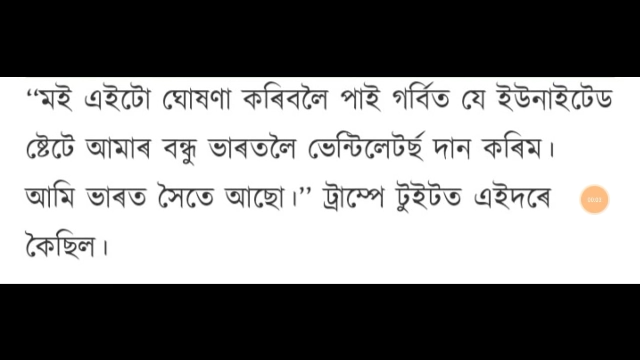 “মই এইটো ঘোষণা কৰিবলৈ পাই গৰ্বিত যে ইউনাইটেড
ষ্টেটে আমাৰ বন্ধু ভাৰতলৈ ভেন্টিলেটৰ্ছ দান কৰিম।
আমি ভাৰত সৈতে আছো।” ট্ৰাম্পে টুইটত এইদৰে
কৈছিল।